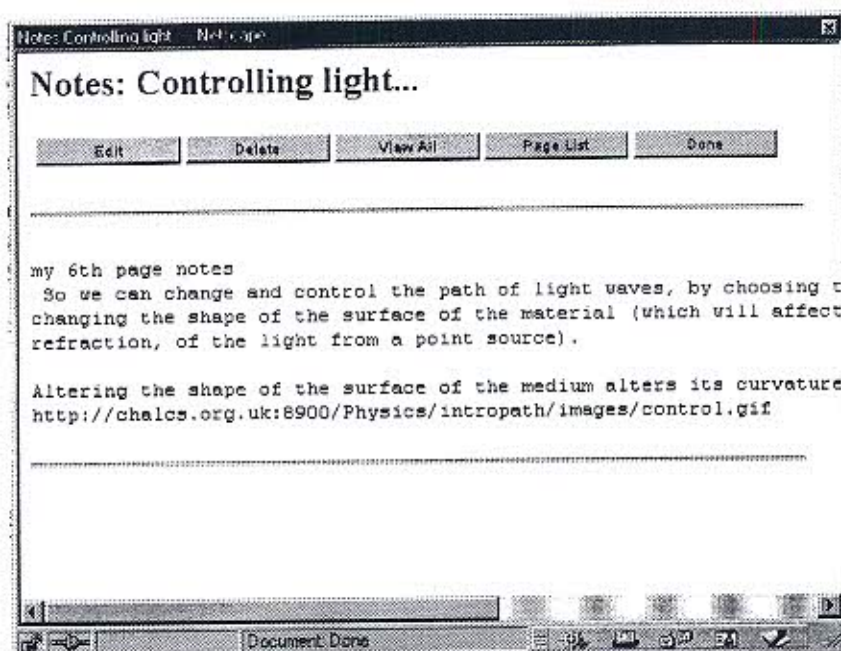 Notes: Controlling light Netscape
Notes: Controlling light...
Edit Delete View All Page List Done
my 6th page notes
So we can change and control the path of light waves, by choosing t
changing the shape of the surface of the material (which will affect
refraction, of the light from a point source).
Altering the shape of the surface of the medium alters its curvature
http://chalcs.org.uk:8900/Physics/intropath/images/control.gif
Document: Done